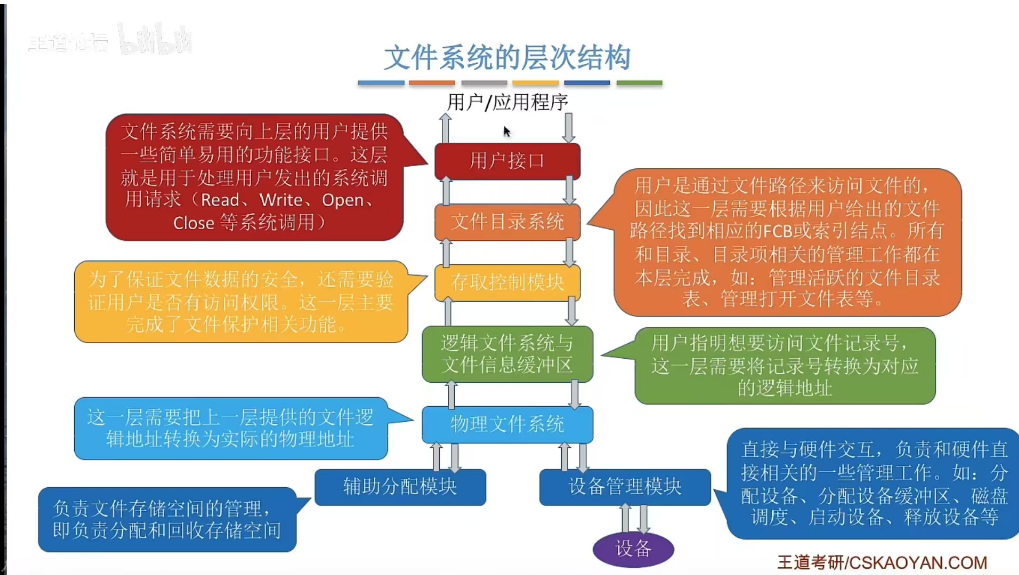 王道论坛 bilibili
文件系统的层次结构
用户/应用程序
文件系统需要向上层的用户提供
一些简单易用的功能接口。这层
就是用于处理用户发出的系统调
用请求（Read、Write、Open、
Close 等系统调用）
用户接口
用户是通过文件路径来访问文件的，
因此这一层需要根据用户给出的文件
路径找到相应的FCB或索引结点。所有
和目录、目录项相关的管理工作都在
本层完成，如：管理活跃的文件目录
表、管理打开文件表等。
文件目录系统
为了保证文件数据的安全，还需要验
证用户是否有访问权限。这一层主要
完成了文件保护相关功能。
存取控制模块
逻辑文件系统与
文件信息缓冲区
用户指明想要访问文件记录号，
这一层需要将记录号转换为对应
的逻辑地址
这一层需要把上一层提供的文件逻
辑地址转换为实际的物理地址
物理文件系统
直接与硬件交互，负责和硬件直
接相关的一些管理工作。如：分
配设备、分配设备缓冲区、磁盘
调度、启动设备、释放设备等
辅助分配模块
设备管理模块
负责文件存储空间的管理，
即负责分配和回收存储空间
设备
王道考研/CSKAOYAN.COM